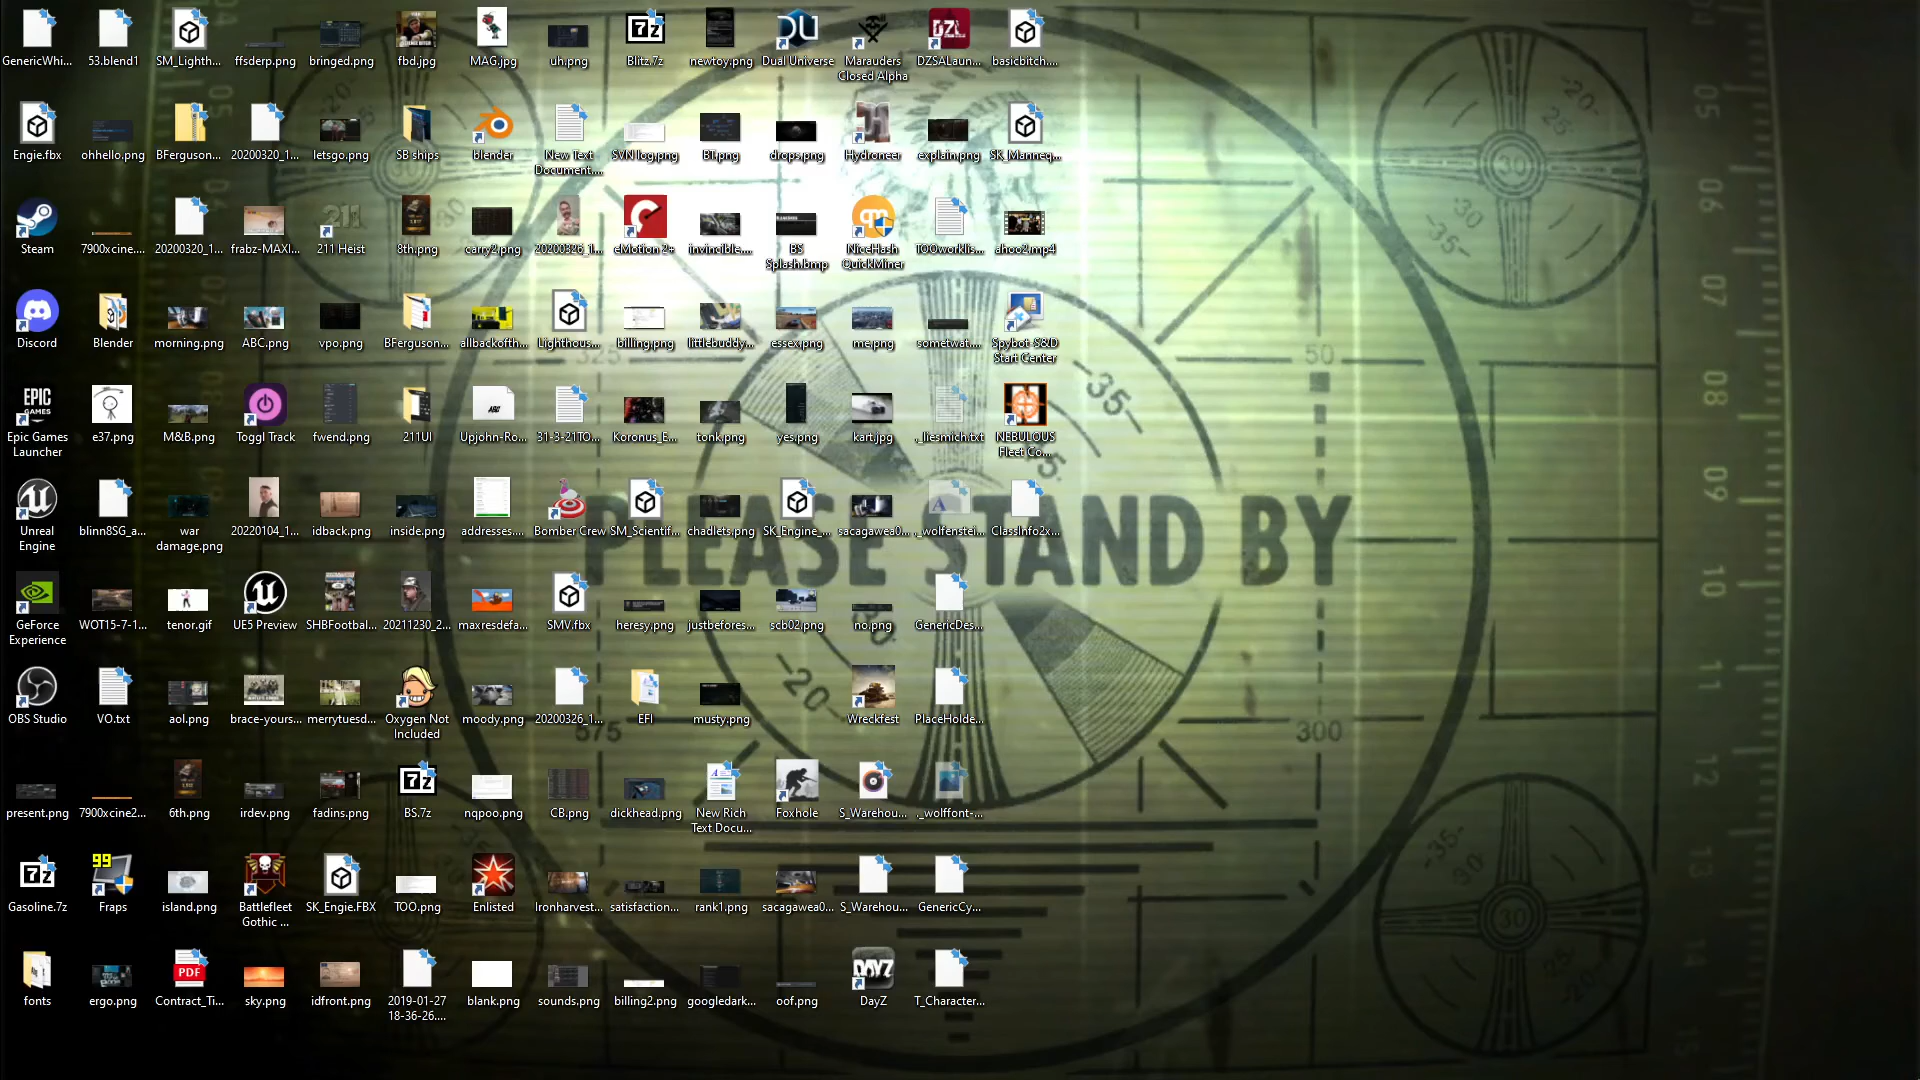 GenericWhi...
53.blend1
SM_Lighth...
ffsderp.png
bringed.png
fbd.jpg
MAG.jpg
uh.png
Blitz.7z
newtoy.png
Dual Universe
Marauders
Closed Alpha
DZSALaun...
basicbitch....
Engie.fbx
ohhello.png
BFerguson...
20200320_1...
letsgo.png
SB ships
blender
New Text
Document....
SVN log.png
BT.png
drops.png
Hydroneer
explain.png
SK_Mannequ...
Steam
7900xcine....
20200320_1...
frabz-MAXI...
211 Heist
8th.png
carry2.png
20200326_1...
eMotion 2+
invincible....
BS
Splash.bmp
NiceHash
QuickMiner
TOOworklis...
ahoo2.mp4
Discord
Blender
morning.png
ABC.png
vpo.png
BFerguson...
allbackofth...
Lighthous...
billing.png
littlebuddy...
essex.png
me.png
sometwat....
Spybot-S&D
Start Center
50
Epic Games
Launcher
e37.png
M&B.png
Toggl Track
fwend.png
211UI
Upjohn-Ro...
31-3-21TO...
Koronus_E...
tonk.png
yes.png
kart.jpg
._liesmich.txt
NEBULOUS
Fleet Co...
Unreal
Engine
blinn8SG_a...
war
damage.png
20220104_1...
idback.png
inside.png
addresses....
Bomber Crew
SM_Scientif...
chadlets.png
SK_Engine_...
sacagawea0...
._wolfenstei...
ClassInfo2x...
PLEASE STAND BY
GeForce
Experience
WOT15-7-1...
tenor.gif
UE5 Preview
SHBFootbal...
20211230_2...
maxresdefa...
SMV.fbx
heresy.png
justbefores...
scb02.png
no.png
GenericDes...
OBS Studio
VO.txt
aol.png
brace-yours...
merrytuesd...
Oxygen Not
Included
moody.png
20200326_1...
EFI
musty.png
Wreckfest
PlaceHolde...
575
300
present.png
7900xcine2...
6th.png
irdev.png
fadins.png
BS.7z
nqpoo.png
CB.png
dickhead.png
New Rich
Text Docu...
Foxhole
S_Warehou...
._wolffont-...
Gasoline.7z
Fraps
island.png
Battlefleet
Gothic ...
SK_Engie.FBX
TOO.png
Enlisted
Ironharvest...
satisfaction...
rank1.png
sacagawea0...
S_Warehou...
GenericCy...
fonts
ergo.png
Contract_Ti...
sky.png
idfront.png
2019-01-27
18-36-26....
blank.png
sounds.png
billing2.png
googledark...
oof.png
DayZ
T_Character...